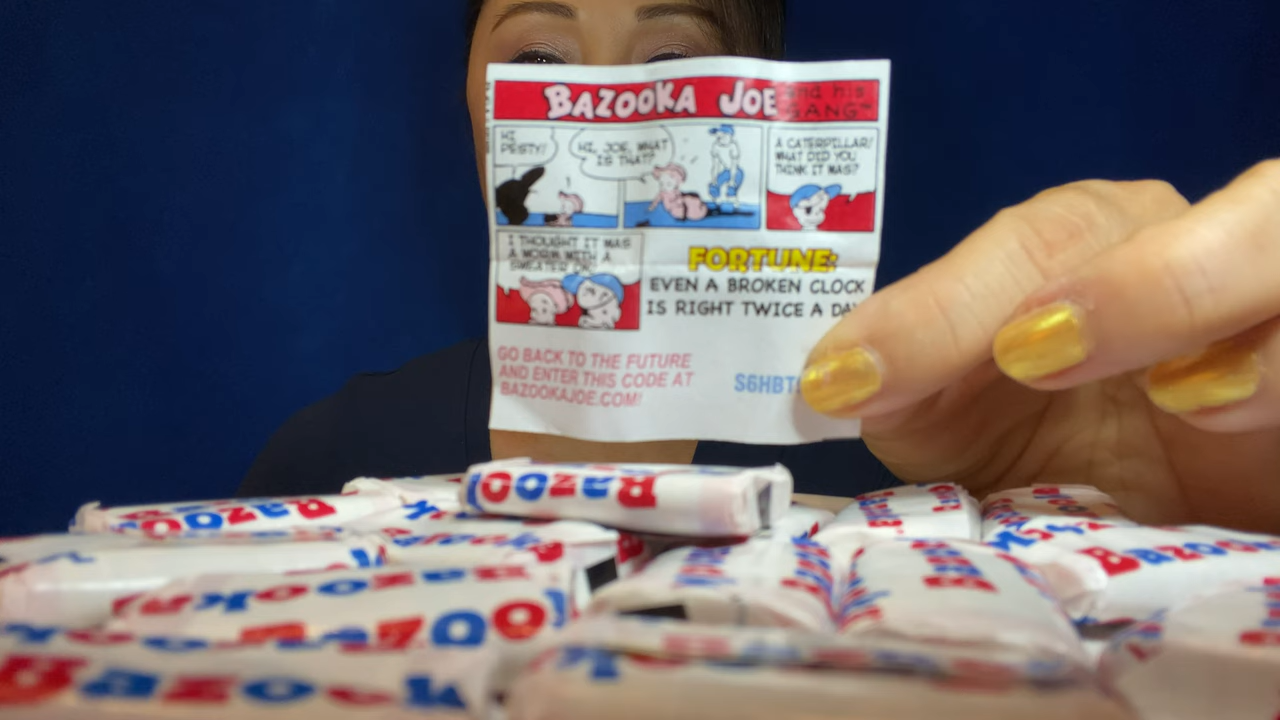 BAZOOKA JOE and his
GANG™
HI
PESTY!
HI, JOE, WHAT
IS THAT?
A CATERPILLAR!
WHAT DID YOU
THINK IT WAS?
I THOUGHT IT WAS
A WORM WITH A
SWEATER ON!
FORTUNE:
EVEN A BROKEN CLOCK
IS RIGHT TWICE A DAY
GO BACK TO THE FUTURE
AND ENTER THIS CODE AT
BAZOOKAJOE.COM!
S6HBT
Bazooka
Bazooka
Bazooka
Bazooka
Bazooka